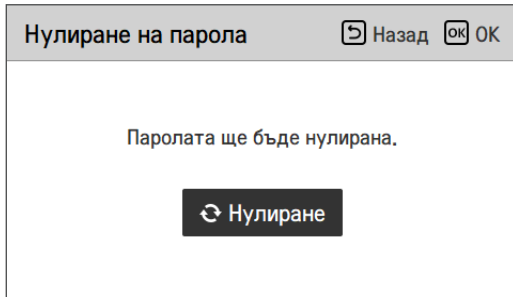 Нулиране на парола
Назад
OK
OK
Паролата ще бъде нулирана.
Нулиране